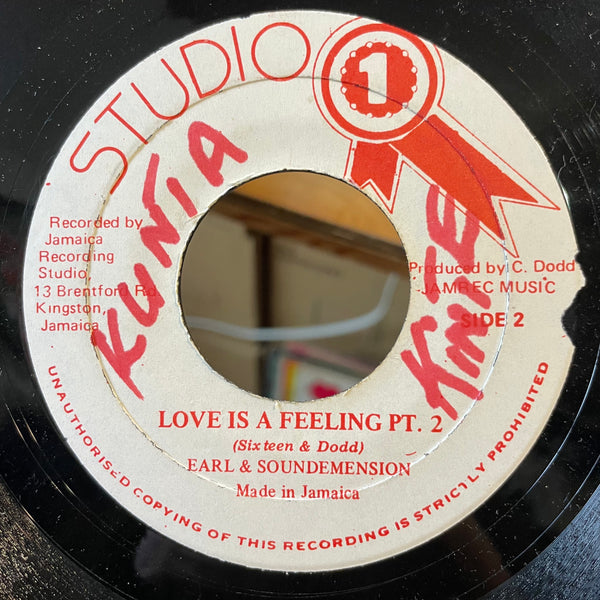 STUDIO 1
KUNTA
KINTE
Recorded by
Jamaica
Recording
Studio
13 Brentford Rd
Kingston,
Jamaica
Produced by C. Dodd
JAMREC MUSIC
SIDE 2
LOVE IS A FEELING PT. 2
(Sixteen & Dodd)
EARL & SOUNDEMENSION
Made in Jamaica
UNAUTHORISED COPYING OF THIS RECORDING IS STRICTLY PROHIBITED